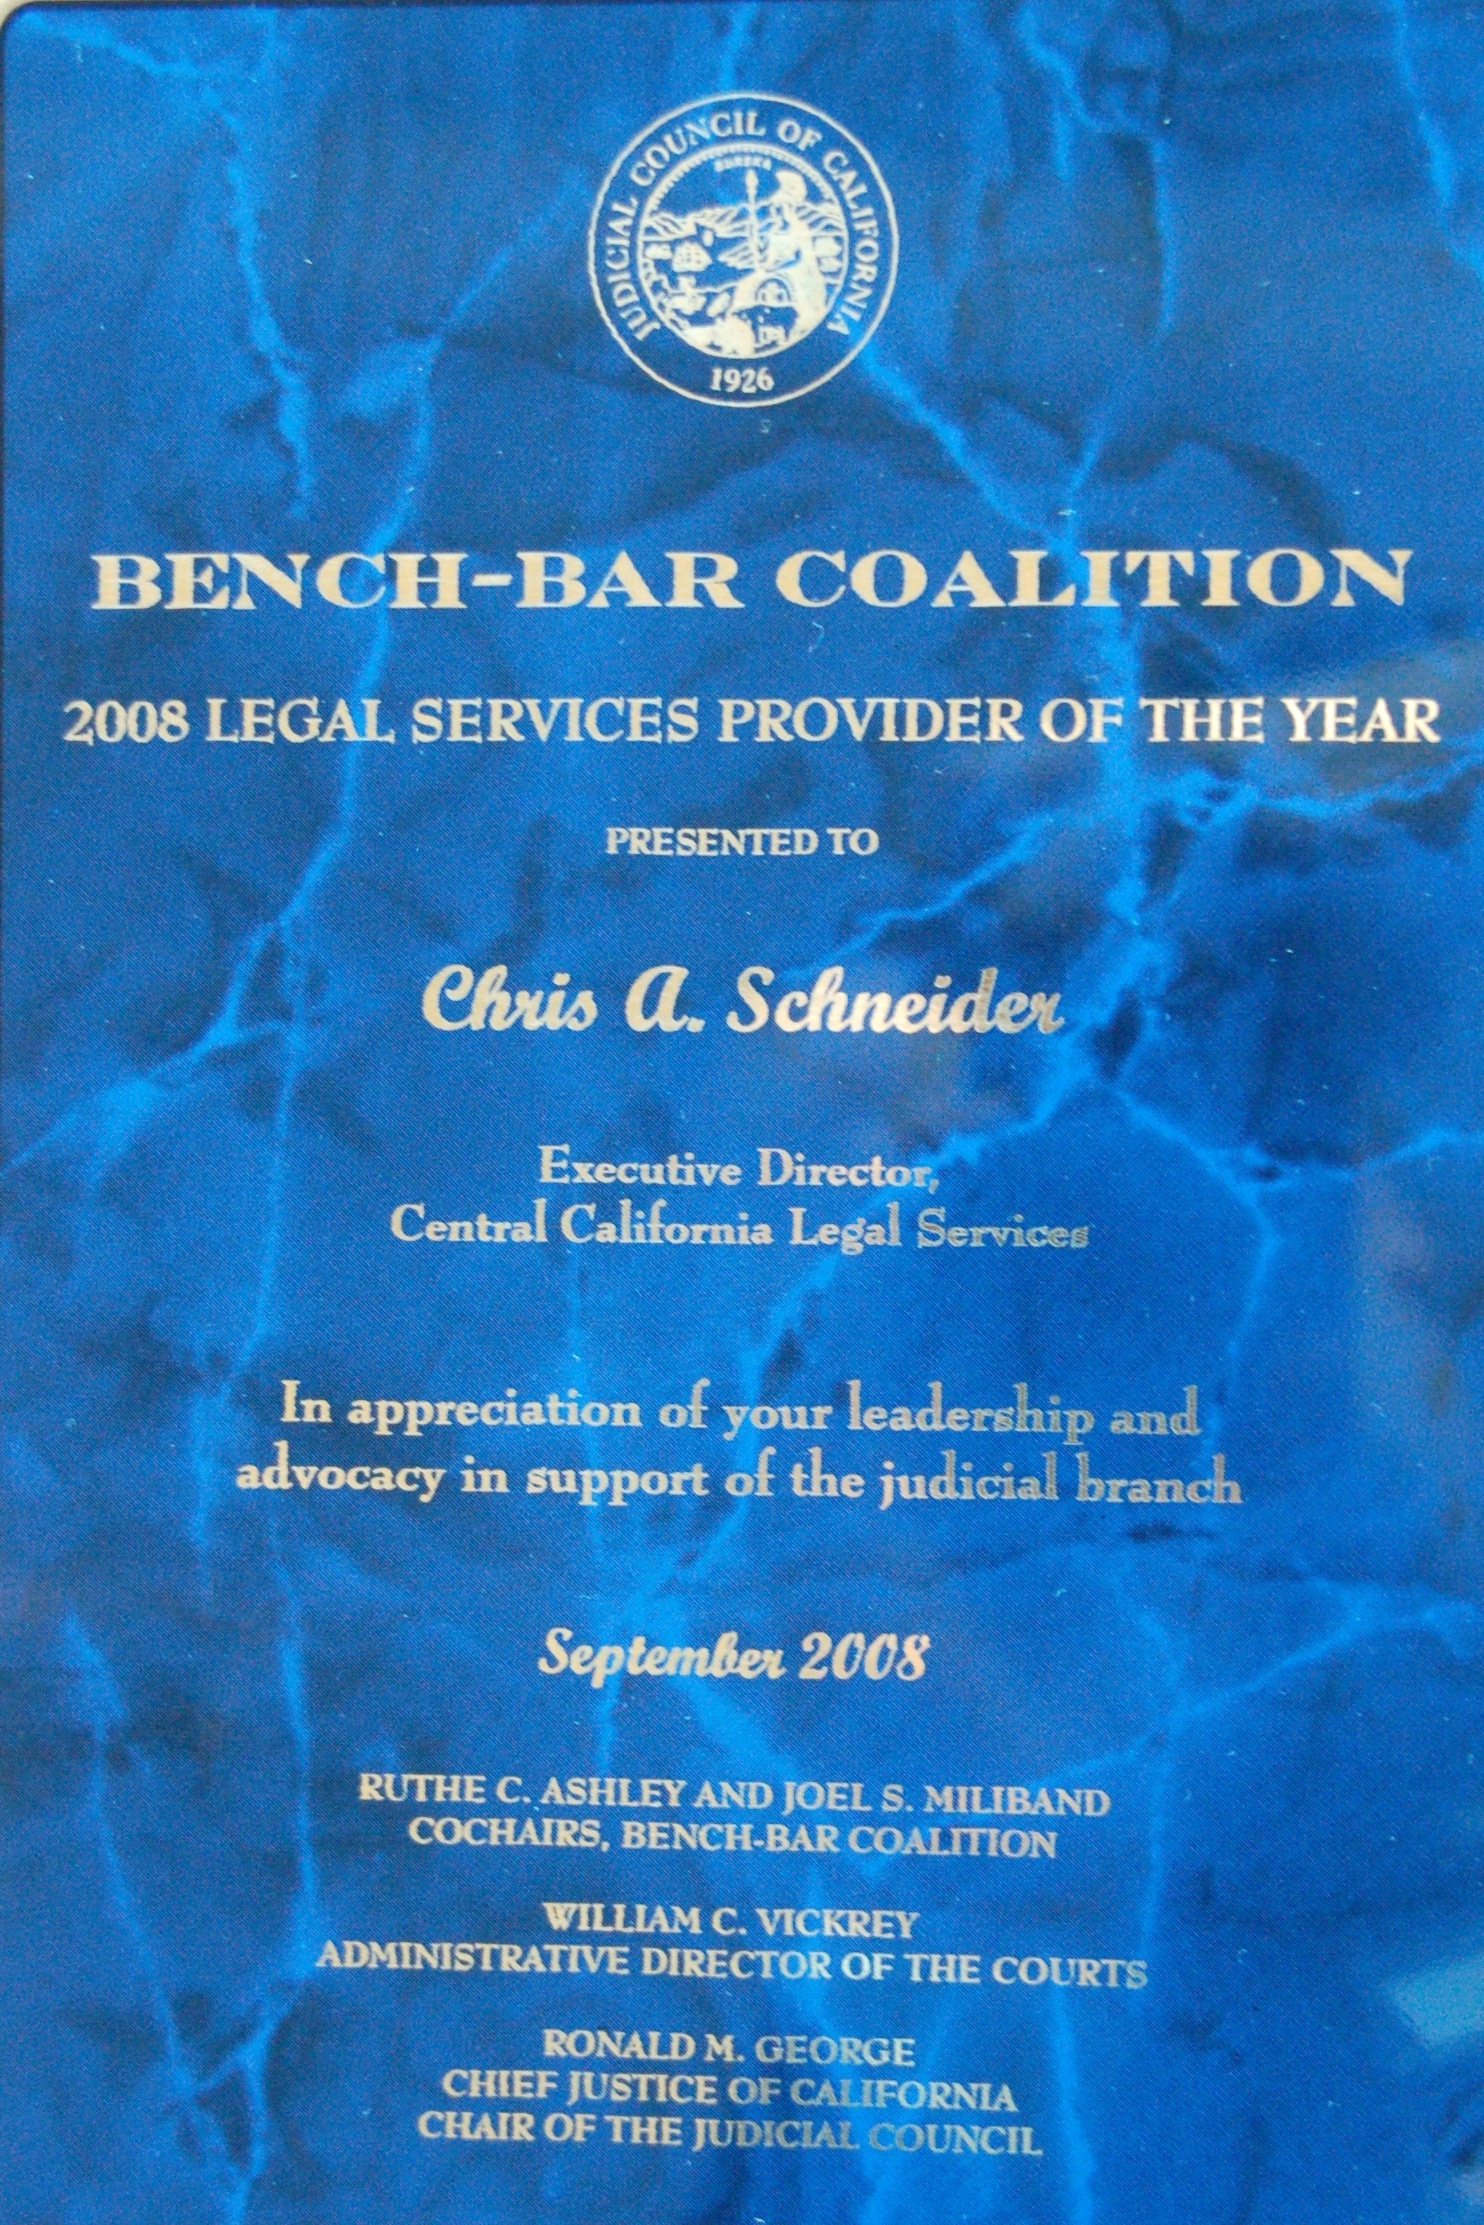 JUDICIAL COUNCIL OF CALIFORNIA
EUREKA
1926
BENCH-BAR COALITION
2008 LEGAL SERVICES PROVIDER OF THE YEAR
PRESENTED TO
Chris A. Schneider
Executive Director,
Central California Legal Services
In appreciation of your leadership and
advocacy in support of the judicial branch
September 2008
RUTHE C. ASHLEY AND JOEL S. MILIBAND
COCHAIRS, BENCH-BAR COALITION
WILLIAM C. VICKREY
ADMINISTRATIVE DIRECTOR OF THE COURTS
RONALD M. GEORGE
CHIEF JUSTICE OF CALIFORNIA
CHAIR OF THE JUDICIAL COUNCIL